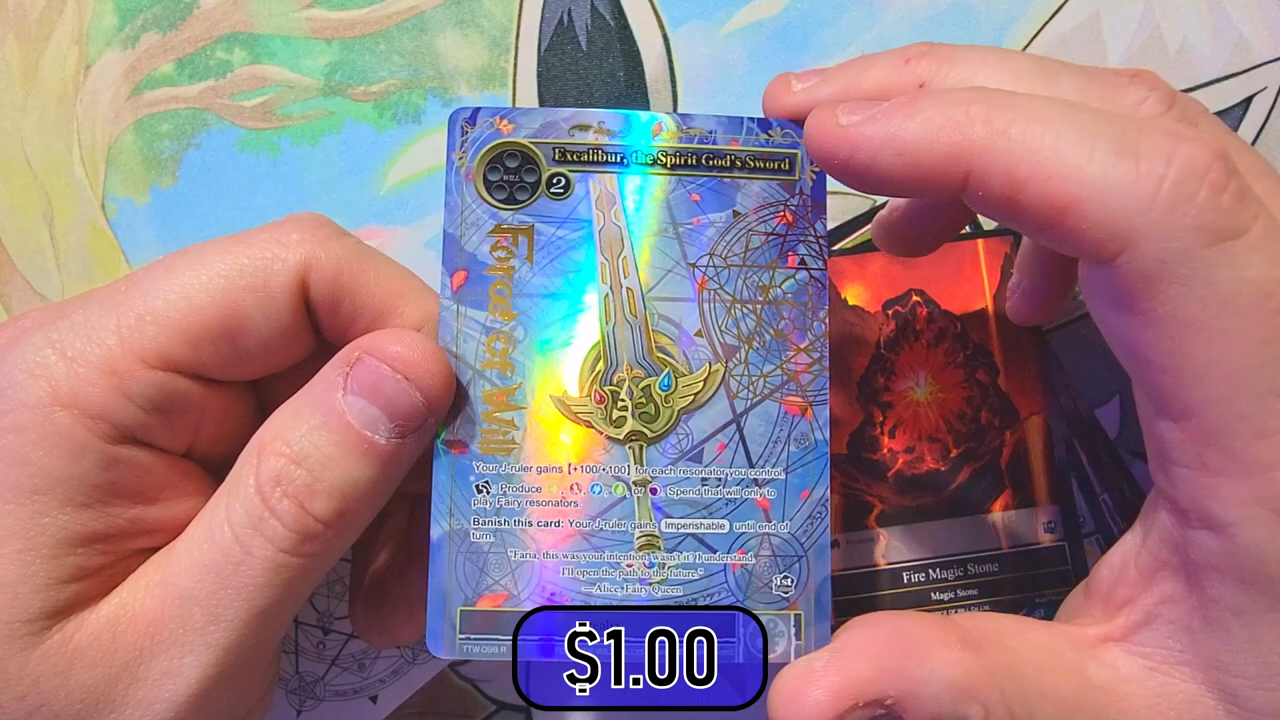 Excalibur, the Spirit God's Sword
WILL
2
Force of Will
Your J-ruler gains [+100/+100] for each resonator you control.
: Produce , , , , or . Spend that will only to
play Fairy resonators.
Banish this card: Your J-ruler gains Imperishable until end of
turn.
"Faria, this was your intention, wasn't it? I understand.
I'll open the path to the future."
—Alice, Fairy Queen
1st
Edition
TTW-098 R
$1.00
Fire Magic Stone
Magic Stone